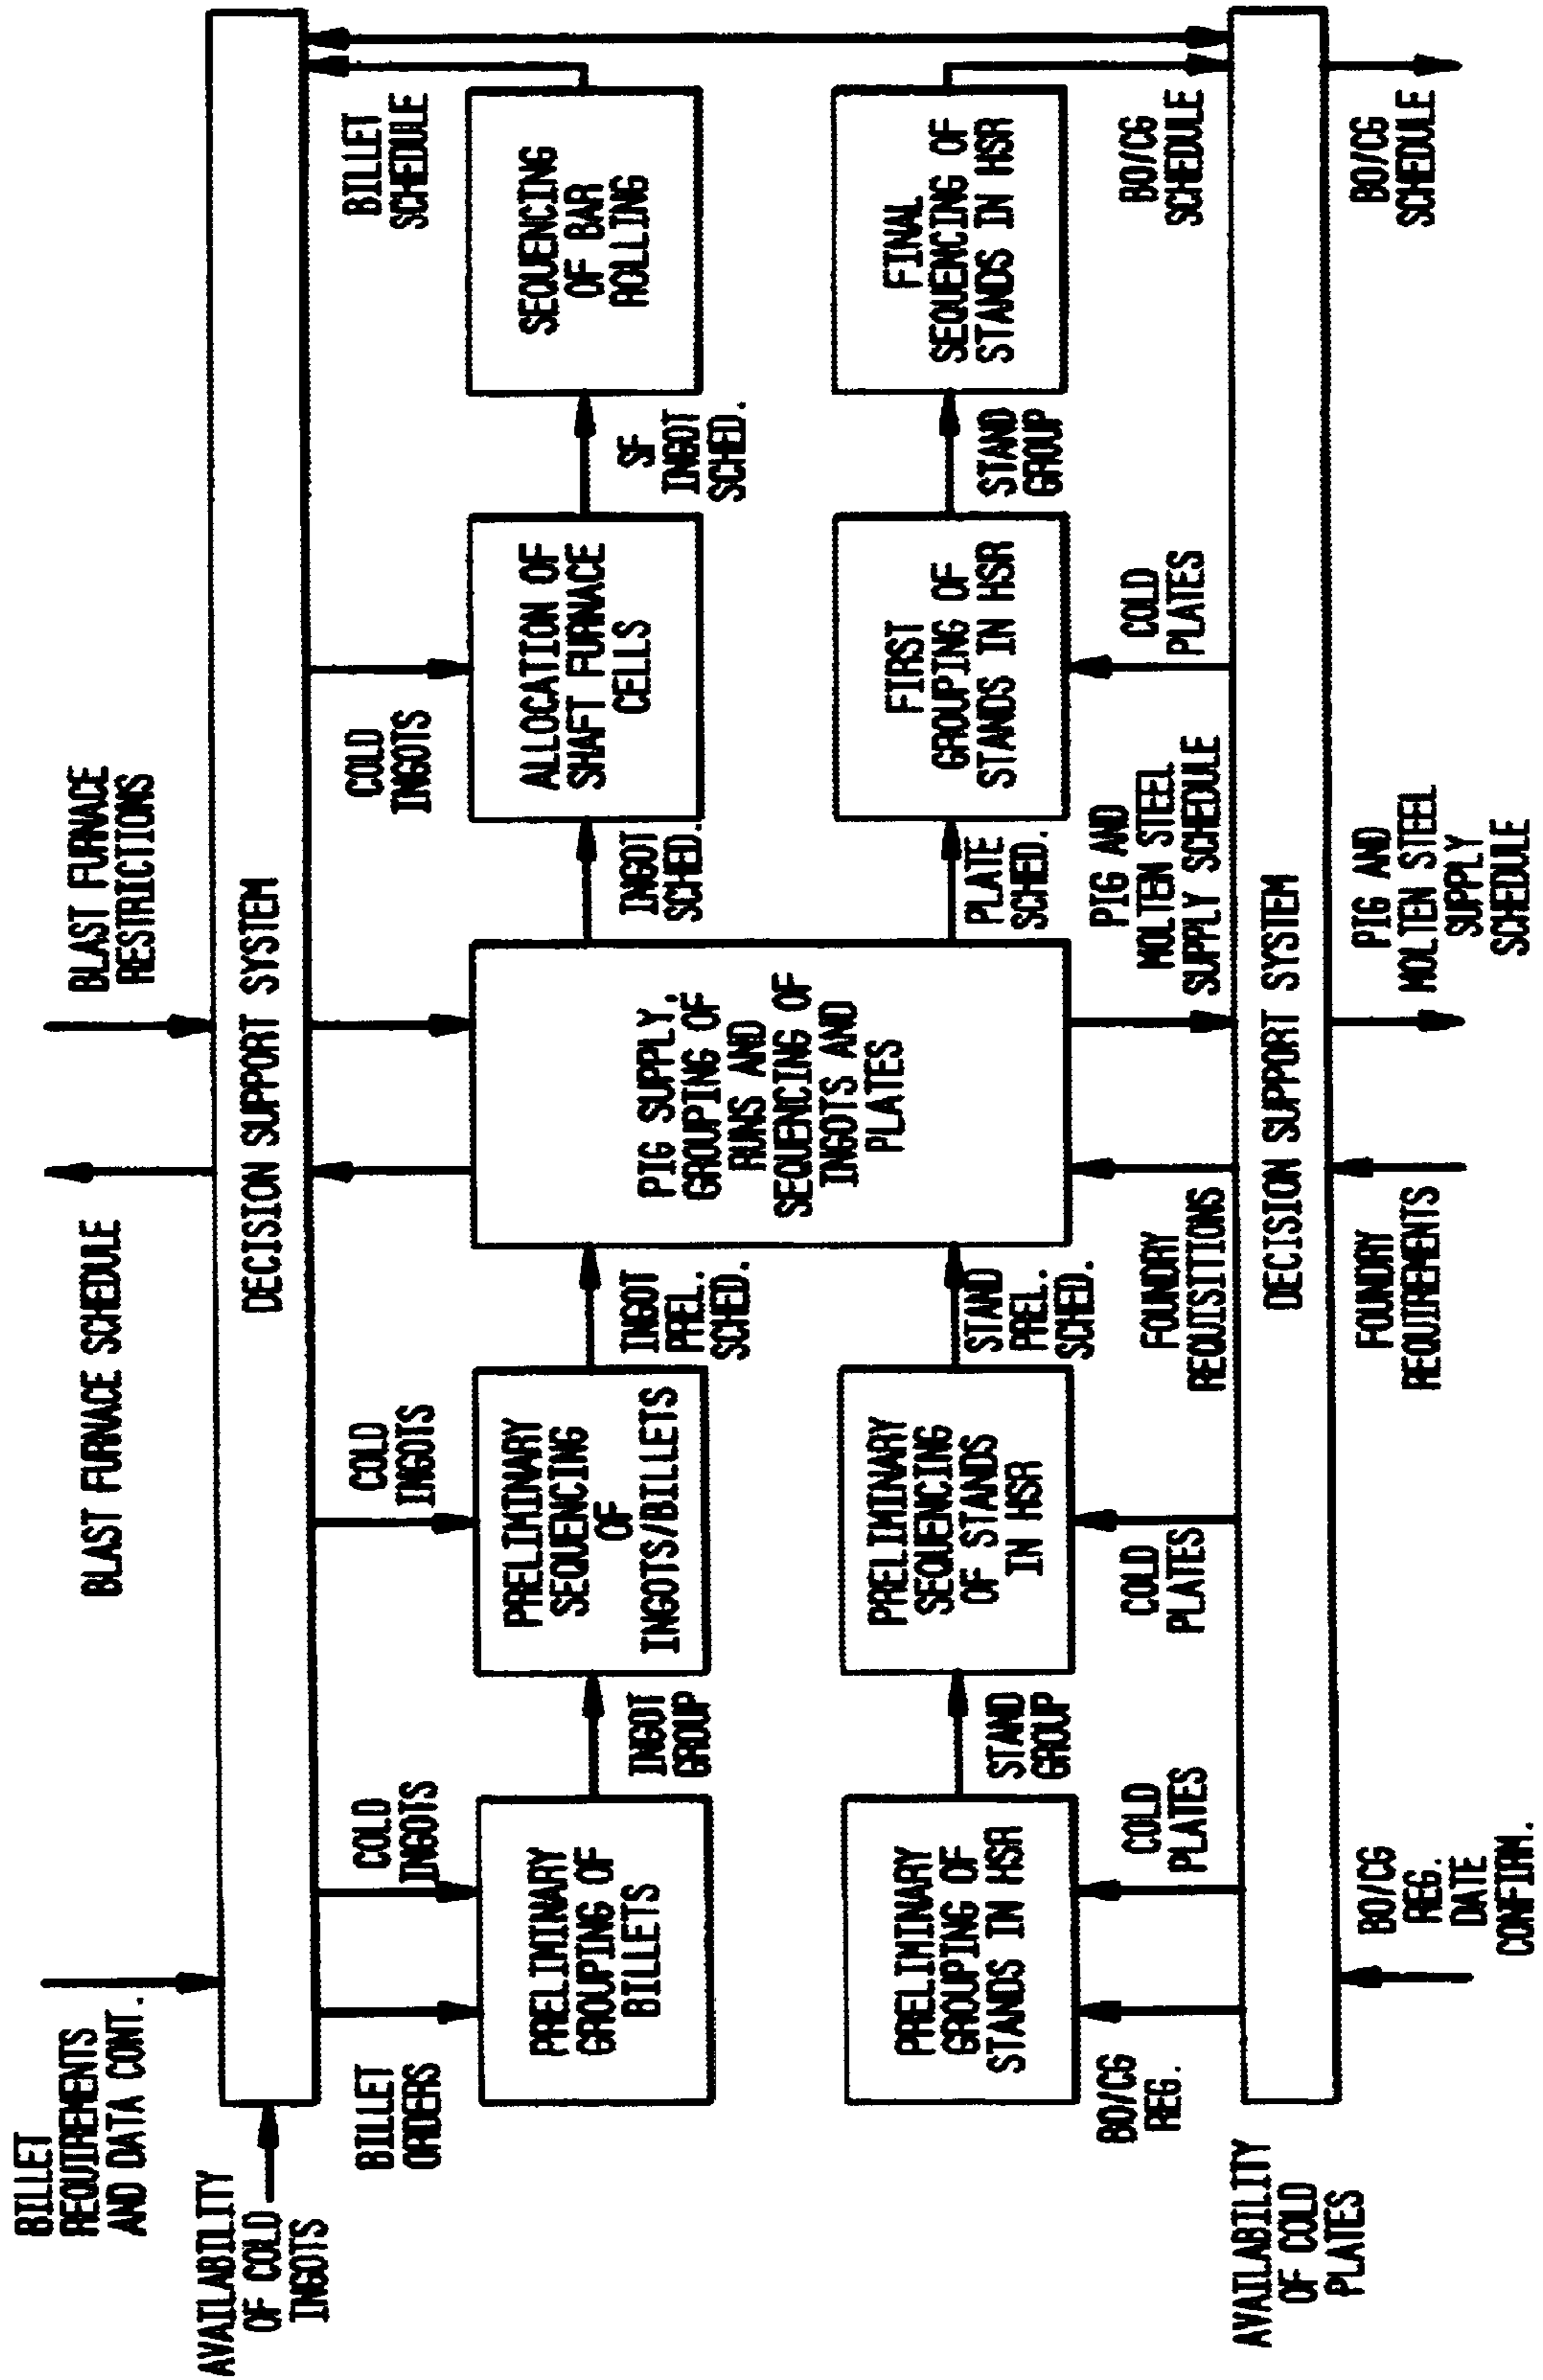 BILLET
REQUIREMENTS
AND DATA CONT.
BLAST FURNACE SCHEDULE
BLAST FURNACE
RESTRICTIONS
AVAILABILITY
OF COLD
INGOTS
DECISION SUPPORT SYSTEM
BILLET
ORDERS
COLD
INGOTS
COLD
INGOTS
COLD
INGOTS
BILLET
SCHEDULE
PRELIMINARY
GROUPING OF
BILLETS
INGOT
GROUP
PRELIMINARY
SEQUENCING
OF
INGOTS/BILLETS
INGOT
PREL.
SCHED.
PIG SUPPLY,
GROUPING OF
RUNS AND
SEQUENCING OF
INGOTS AND
PLATES
INGOT
SCHED.
ALLOCATION OF
SHAFT FURNACE
CELLS
SF
INGOT
SCHED.
SEQUENCING
OF BAR
ROLLING
PRELIMINARY
GROUPING OF
STANDS IN HSR
STAND
GROUP
PRELIMINARY
SEQUENCING
OF STANDS
IN HSR
STAND
PREL.
SCHED.
PLATE
SCHED.
FIRST
GROUPING OF
STANDS IN HSR
STAND
GROUP
FINAL
SEQUENCING OF
STANDS IN HSR
BO/CG
REG.
COLD
PLATES
COLD
PLATES
FOUNDRY
REQUISITIONS
PIG AND
MOLTEN STEEL
SUPPLY SCHEDULE
COLD
PLATES
BO/CG
SCHEDULE
AVAILABILITY
OF COLD
PLATES
DECISION SUPPORT SYSTEM
BO/CG
REG.
DATE
CONFIRM.
FOUNDRY
REQUIREMENTS
PIG AND
MOLTEN STEEL
SUPPLY
SCHEDULE
BO/CG
SCHEDULE